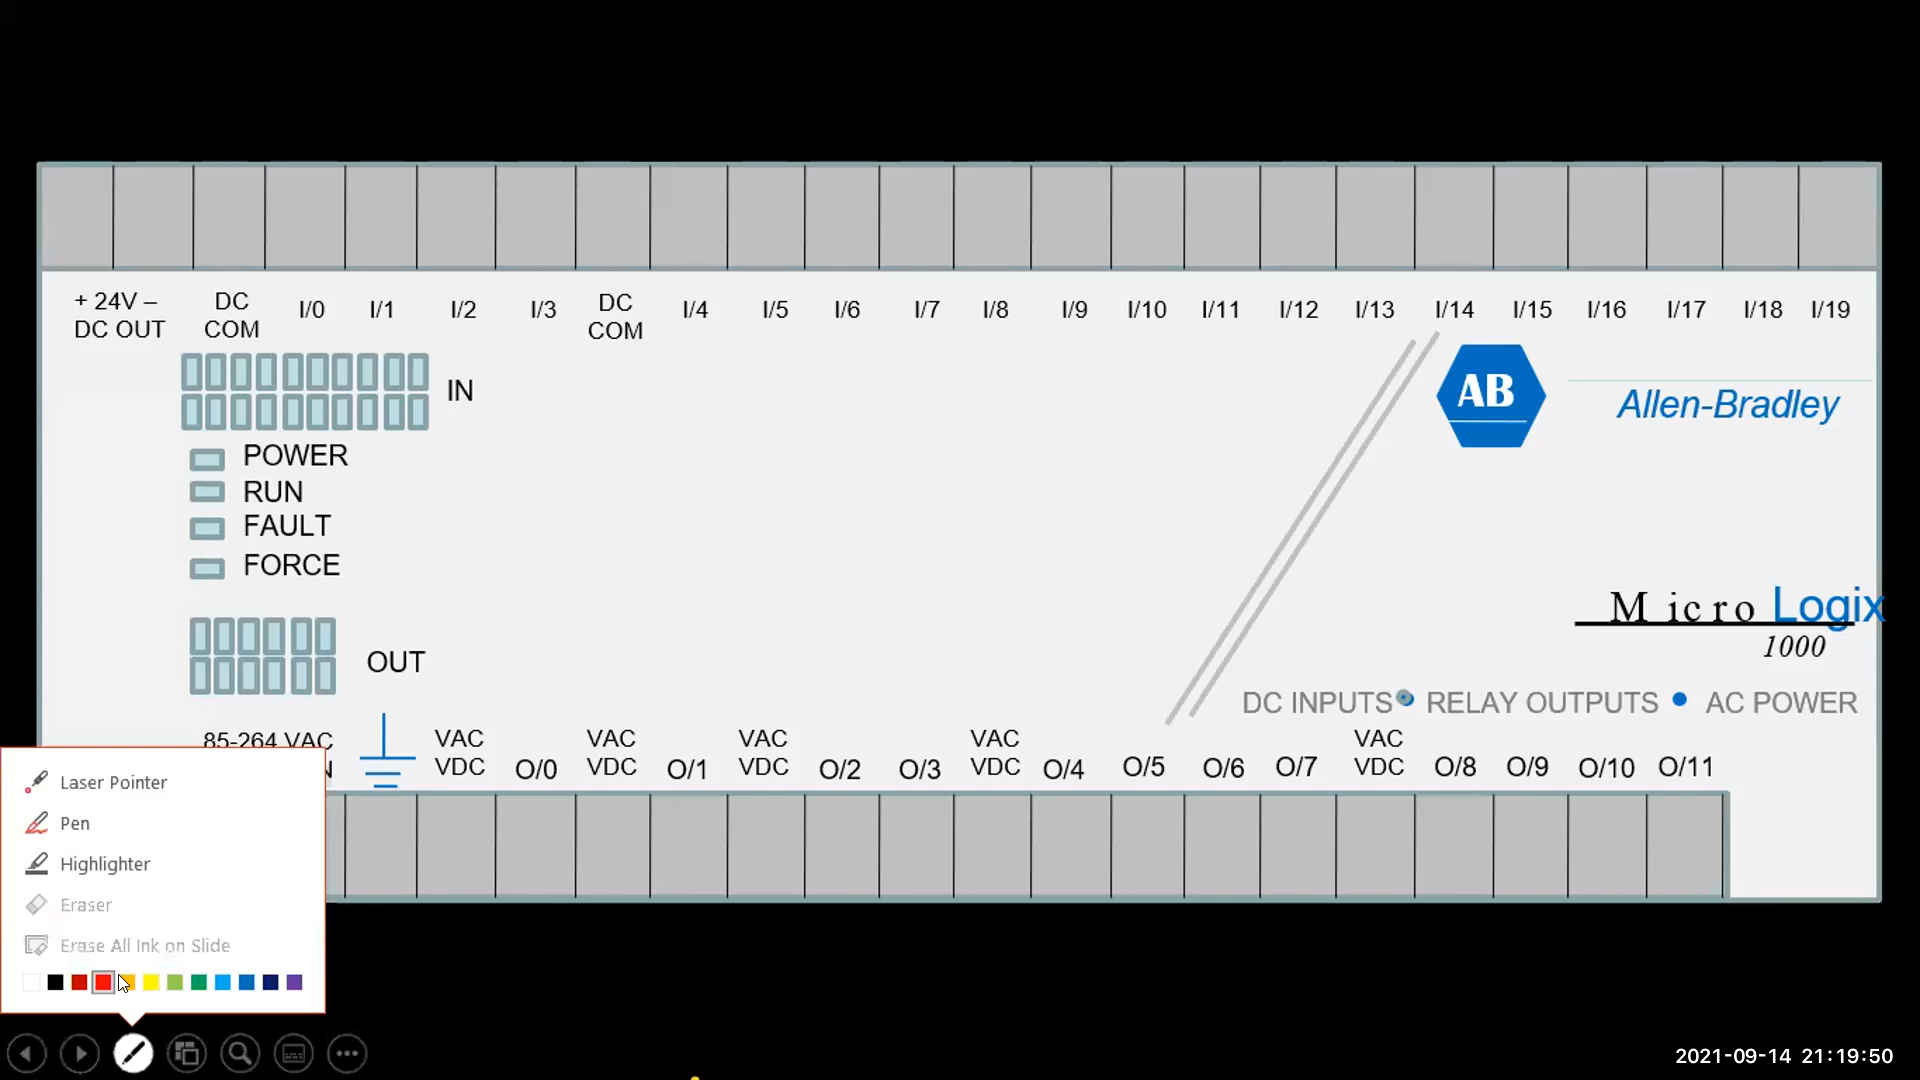 + 24V –
DC OUT
DC
COM
I/0
I/1
I/2
I/3
DC
COM
I/4
I/5
I/6
I/7
I/8
I/9
I/10
I/11
I/12
I/13
I/14
I/15
I/16
I/17
I/18
I/19
IN
AB
Allen-Bradley
POWER
RUN
FAULT
FORCE
Micro Logix
1000
OUT
DC INPUTS • RELAY OUTPUTS • AC POWER
85-264 VAC
VAC
VDC
O/0
VAC
VDC
O/1
VAC
VDC
O/2
O/3
VAC
VDC
O/4
O/5
O/6
O/7
VAC
VDC
O/8
O/9
O/10
O/11
Laser Pointer
Pen
Highlighter
Eraser
Erase All Ink on Slide
2021-09-14 21:19:50